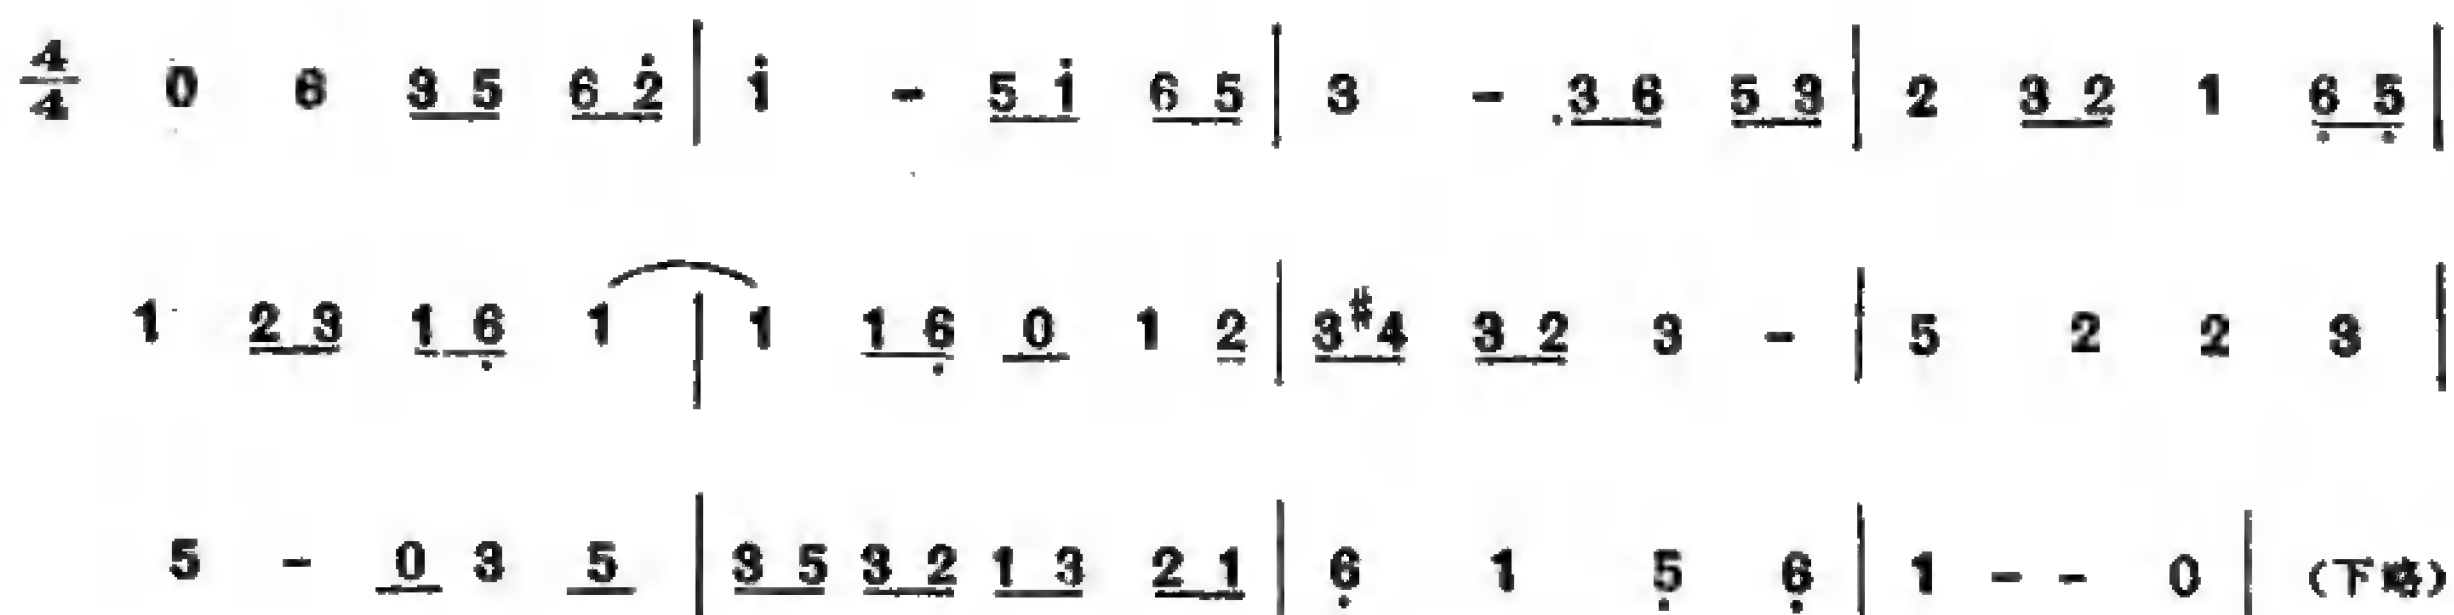 4/4 0 6 3 5 6 2̇ | 1̇ - 5 1̇ 6 5 | 3 - 3 6 5 3 | 2 3 2 1 6̣ 5̣ |
1 2 3 1 6̣ 1 | 1 1 6̣ 0 1 2 | 3 #4 3 2 3 - | 5 2 2 3 |
5 - 0 3 5 | 3 5 3 2 1 3 2 1 | 6̣ 1 5̣ 6̣ | 1 - - 0 | (下略)